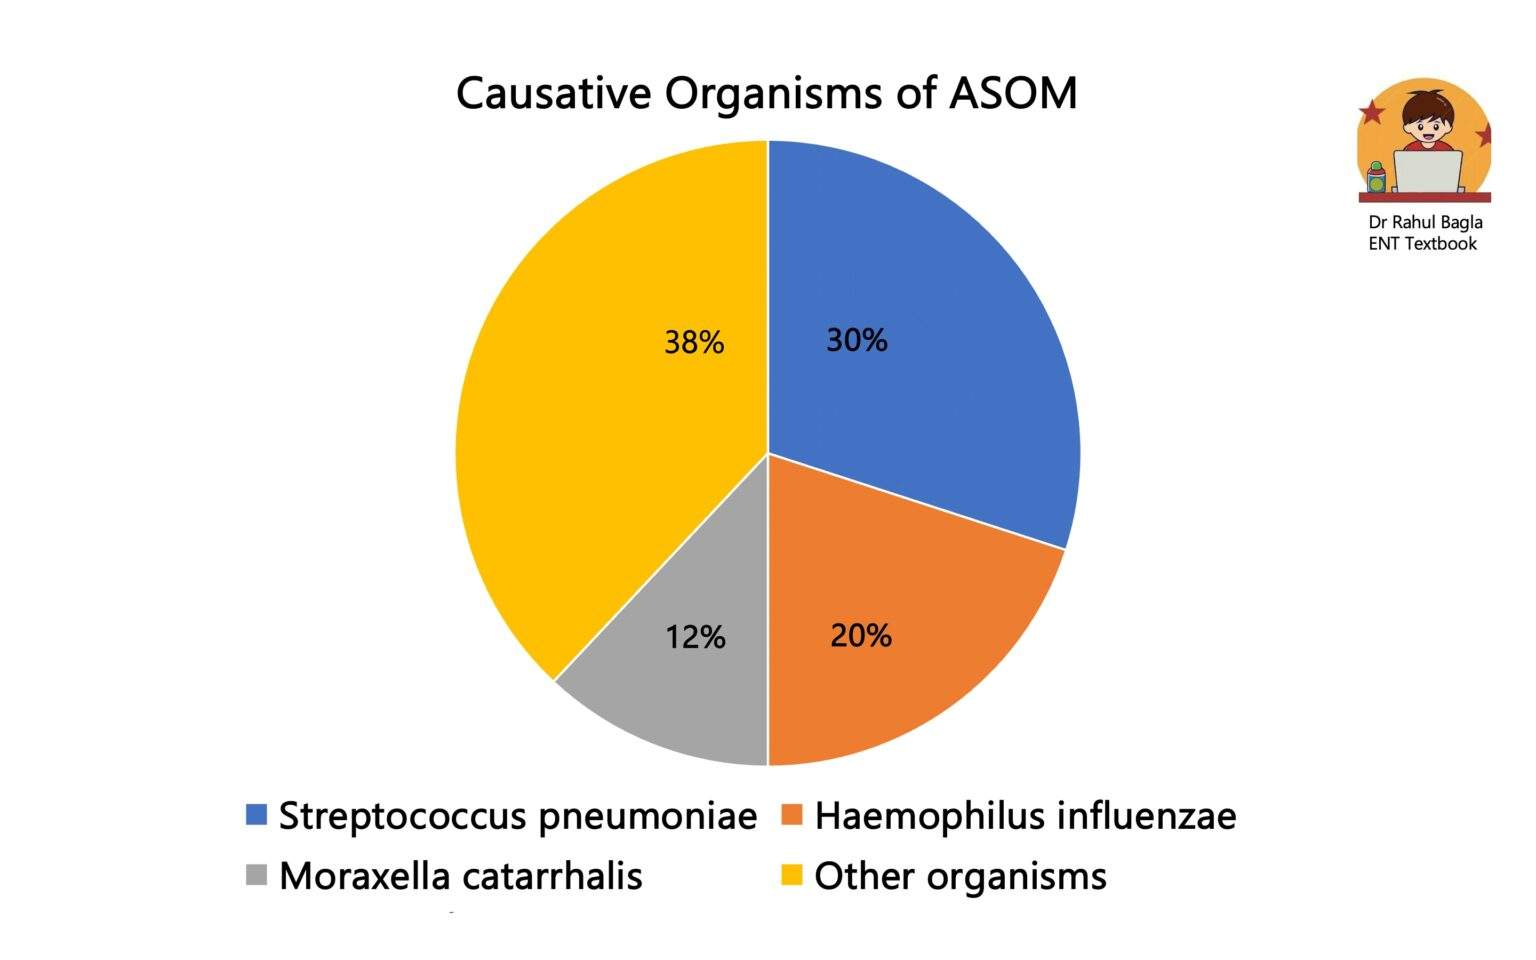 Causative Organisms of ASOM
Dr Rahul Bagla
ENT Textbook
38%
30%
12%
20%
Streptococcus pneumoniae
Haemophilus influenzae
Moraxella catarrhalis
Other organisms